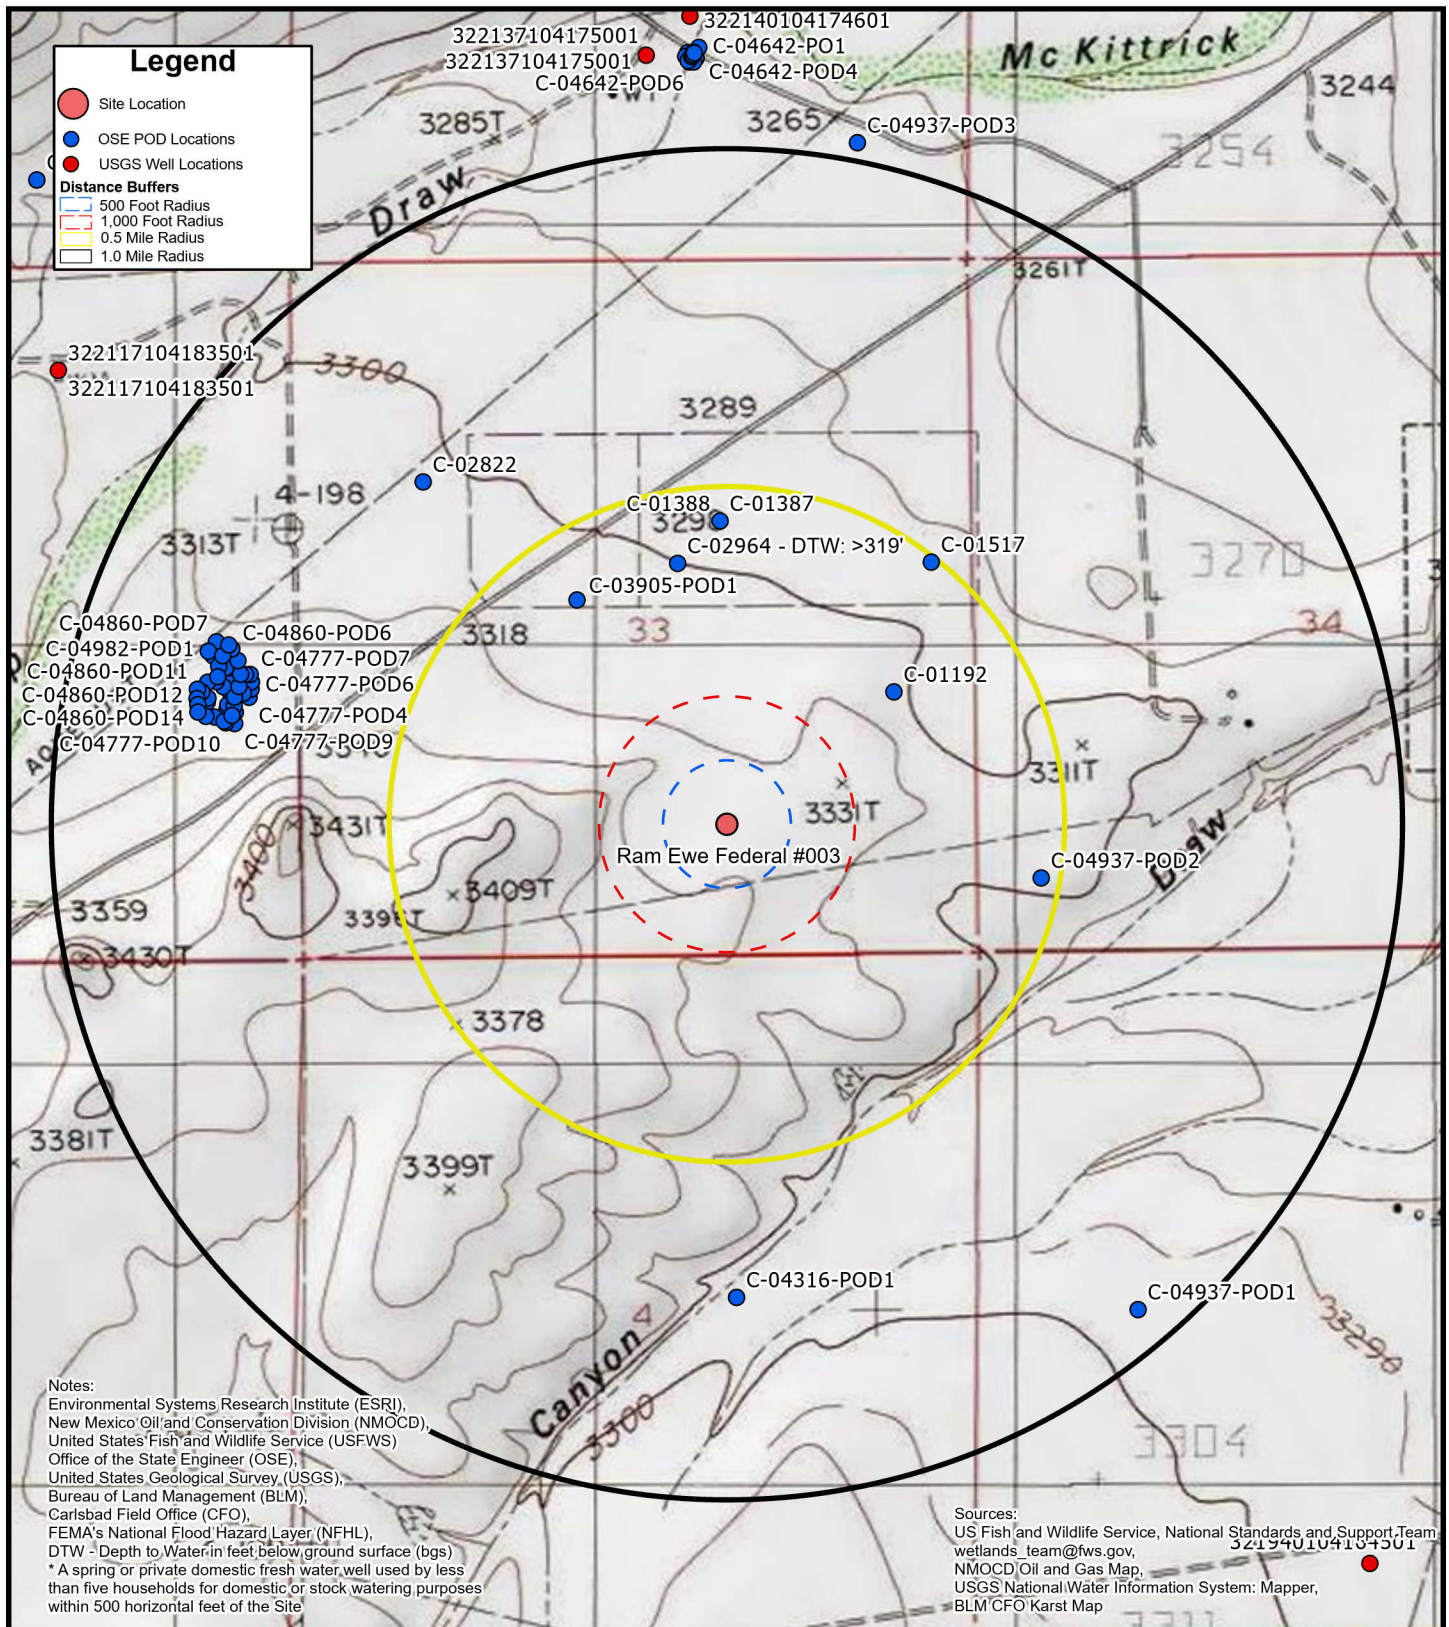 322140104174601
322137104175001
C-04642-PO1
Mc Kittrick
322137104175001
C-04642-POD4
C-04642-POD6
3244
Legend
Site Location
OSE POD Locations
USGS Well Locations
Distance Buffers
500 Foot Radius
1,000 Foot Radius
0.5 Mile Radius
1.0 Mile Radius
3285T
3265
C-04937-POD3
3254
Draw
3261T
322117104183501
322117104183501
3300
3289
C-02822
4-198
C-01388
C-01387
3313T
C-02964 - DTW: >319'
C-01517
3270
C-03905-POD1
C-04860-POD7
C-04860-POD6
3318
33
34
C-04982-POD1
C-04777-POD7
C-04860-POD11
C-04777-POD6
C-01192
C-04860-POD12
C-04860-POD14
C-04777-POD4
C-04777-POD10
C-04777-POD9
3311T
3331T
3431T
3400
Ram Ewe Federal #003
C-04937-POD2
Draw
3409T
3359
3430T
3378
3381T
3399T
C-04316-POD1
C-04937-POD1
4
Canyon
3300
3304
Notes:
Environmental Systems Research Institute (ESRI),
New Mexico Oil and Conservation Division (NMOCD),
United States Fish and Wildlife Service (USFWS)
Office of the State Engineer (OSE),
United States Geological Survey (USGS),
Bureau of Land Management (BLM),
Carlsbad Field Office (CFO),
FEMA's National Flood Hazard Layer (NFHL),
DTW - Depth to Water in feet below ground surface (bgs)
* A spring or private domestic fresh water well used by less
than five households for domestic or stock watering purposes
within 500 horizontal feet of the Site
Sources:
US Fish and Wildlife Service, National Standards and Support Team
wetlands_team@fws.gov,
NMOCD Oil and Gas Map,
USGS National Water Information System: Mapper,
BLM CFO Karst Map